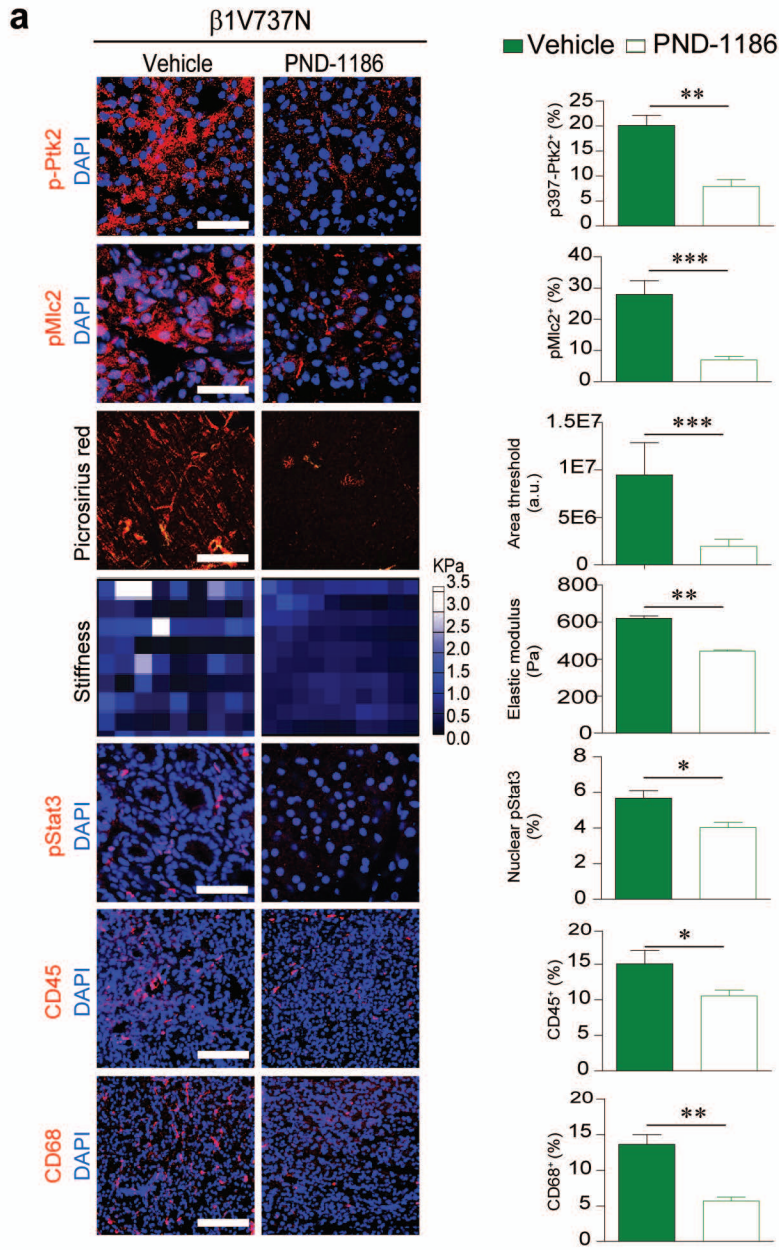 a
β1V737N
Vehicle PND-1186
Vehicle PND-1186
p-Ptk2
DAPI
25
20
15
10
5
0
p397-Ptk2⁺ (%)
**
pMlc2
DAPI
40
30
20
10
0
pMlc2⁺ (%)
***
Picrosirius red
1.5E7
1E7
5E6
0
Area threshold
(a.u.)
***
Stiffness
KPa
3.5
3.0
2.5
2.0
1.5
1.0
0.5
0.0
800
600
400
200
0
Elastic modulus
(Pa)
**
pStat3
DAPI
8
6
4
2
0
Nuclear pStat3
(%)
*
CD45
DAPI
20
15
10
5
0
CD45⁺ (%)
*
CD68
DAPI
20
15
10
5
0
CD68⁺ (%)
**